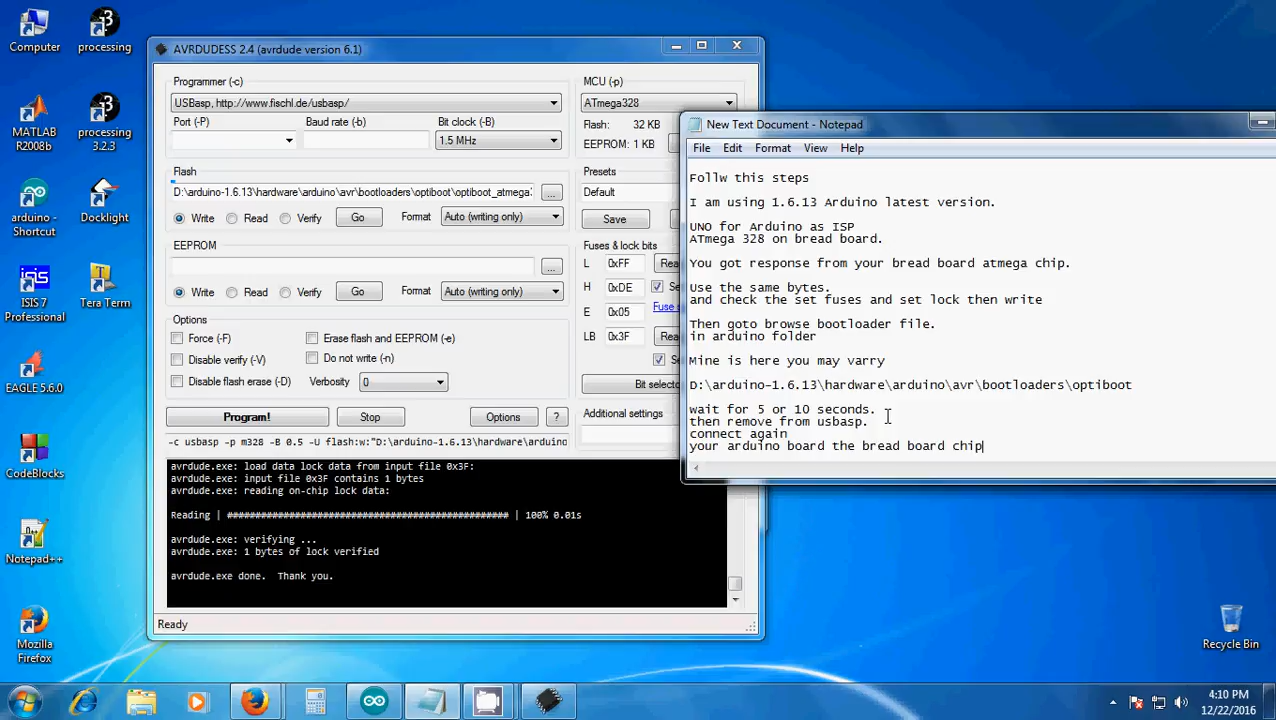 Computer
processing
MATLAB
R2008b
processing
3.2.3
arduino -
Shortcut
Docklight
ISIS 7
Professional
Tera Term
EAGLE 5.6.0
CodeBlocks
Notepad++
Mozilla
Firefox
AVRDUDESS 2.4 (avrdude version 6.1)
Programmer (-c)
USBasp, http://www.fischl.de/usbasp/
Port (-P)
Baud rate (-b)
Bit clock (-B)
1.5 MHz
Flash
D:\arduino-1.6.13\hardware\arduino\avr\bootloaders\optiboot\optiboot_atmega
...
Write
Read
Verify
Go
Format
Auto (writing only)
EEPROM
...
Write
Read
Verify
Go
Format
Auto (writing only)
Options
Force (-F)
Erase flash and EEPROM (-e)
Disable verify (-V)
Do not write (-n)
Disable flash erase (-D)
Verbosity
0
Program!
Stop
Options
?
-c usbasp -p m328 -B 0.5 -U flash:w:"D:\arduino-1.6.13\hardware\arduino
MCU (-p)
ATmega328
Flash:
32 KB
EEPROM: 1 KB
Presets
Default
Save
Fuses & lock bits
L
0xFF
H
0xDE
E
0x05
LB
0x3F
Bit selecto
Additional settings
avrdude.exe: load data lock data from input file 0x3F:
avrdude.exe: input file 0x3F contains 1 bytes
avrdude.exe: reading on-chip lock data:
Reading | ################################################## | 100% 0.01s
avrdude.exe: verifying ...
avrdude.exe: 1 bytes of lock verified
avrdude.exe done.  Thank you.
Ready
New Text Document - Notepad
File Edit Format View Help
Follw this steps
I am using 1.6.13 Arduino latest version.
UNO for Arduino as ISP
ATmega 328 on bread board.
You got response from your bread board atmega chip.
Use the same bytes.
and check the set fuses and set lock then write
Then goto browse bootloader file.
in arduino folder
Mine is here you may varry
D:\arduino-1.6.13\hardware\arduino\avr\bootloaders\optiboot
wait for 5 or 10 seconds.
then remove from usbasp.
connect again
your arduino board the bread board chip
Recycle Bin
4:10 PM
12/22/2016